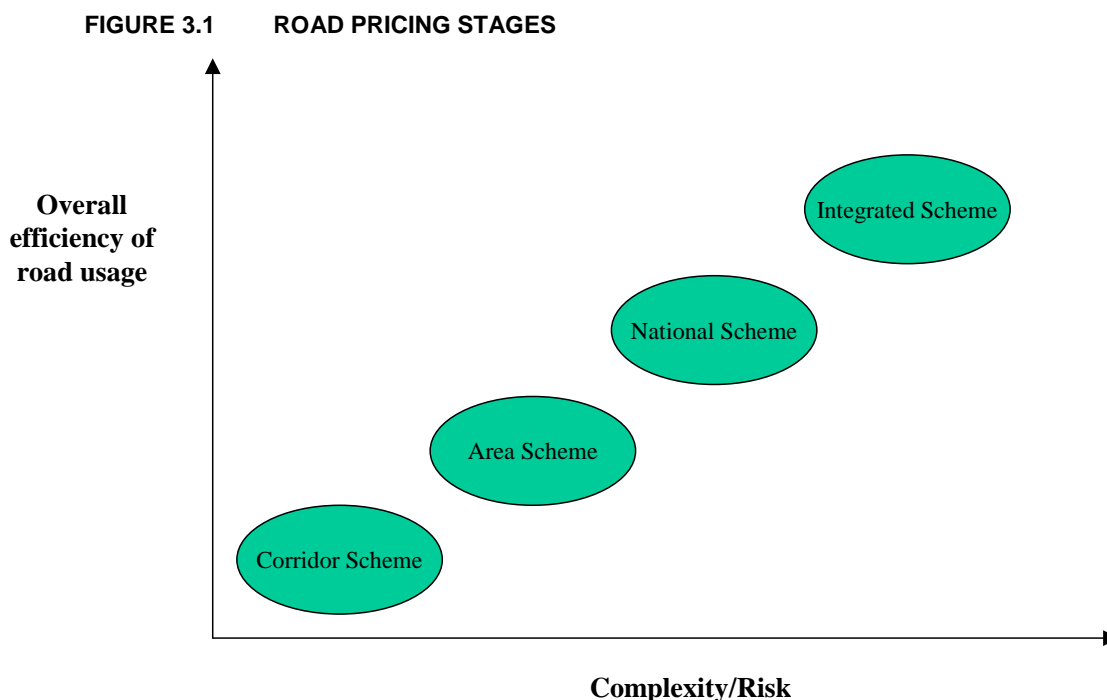 FIGURE 3.1 ROAD PRICING STAGES
Overall
efficiency of
road usage
Integrated Scheme
National Scheme
Area Scheme
Corridor Scheme
Complexity/Risk